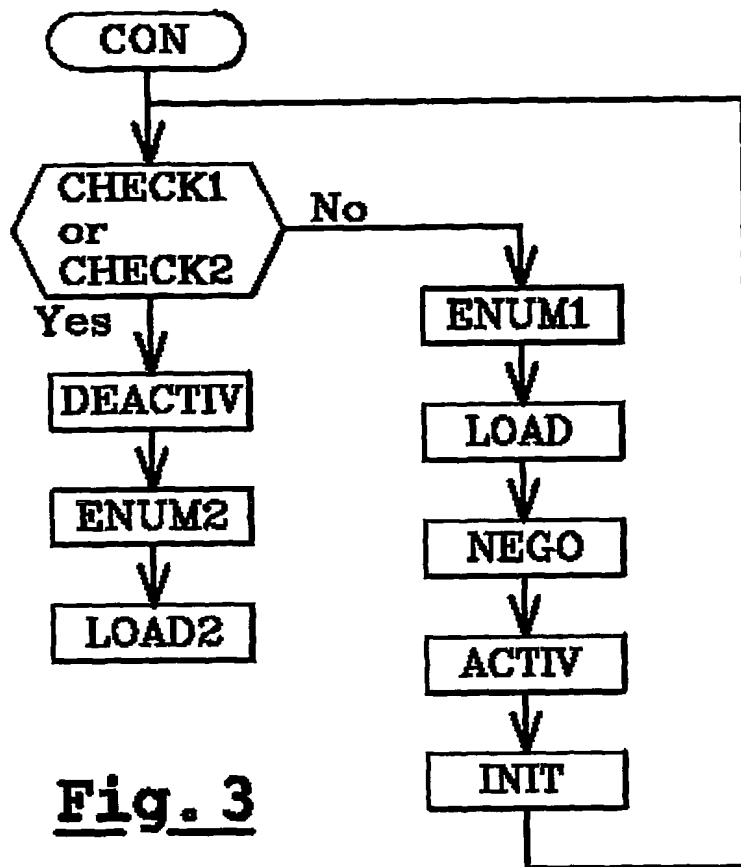 CON
CHECK1
or
CHECK2
No
Yes
ENUM1
DEACTIV
LOAD
ENUM2
NEGO
LOAD2
ACTIV
INIT
Fig. 3